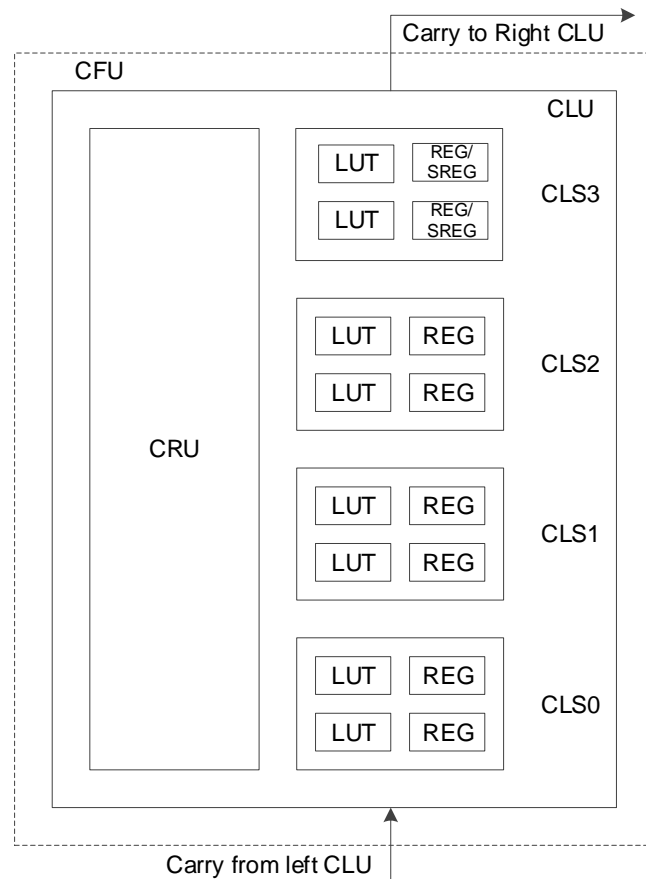 Carry to Right CLU
CFU
CLU
LUT
REG/
SREG
CLS3
LUT
REG/
SREG
LUT
REG
CLS2
LUT
REG
CRU
LUT
REG
CLS1
LUT
REG
LUT
REG
CLS0
LUT
REG
Carry from left CLU